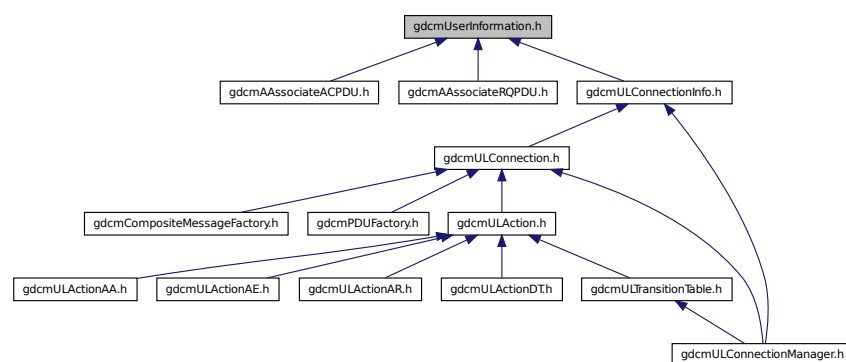 gdcmUserInformation.h
gdcmAAssociateACPDU.h
gdcmAAssociateRQPDU.h
gdcmULConnectionInfo.h
gdcmULConnection.h
gdcmCompositeMessageFactory.h
gdcmPDUFactory.h
gdcmULAction.h
gdcmULActionAA.h
gdcmULActionAE.h
gdcmULActionAR.h
gdcmULActionDT.h
gdcmULTransitionTable.h
gdcmULConnectionManager.h